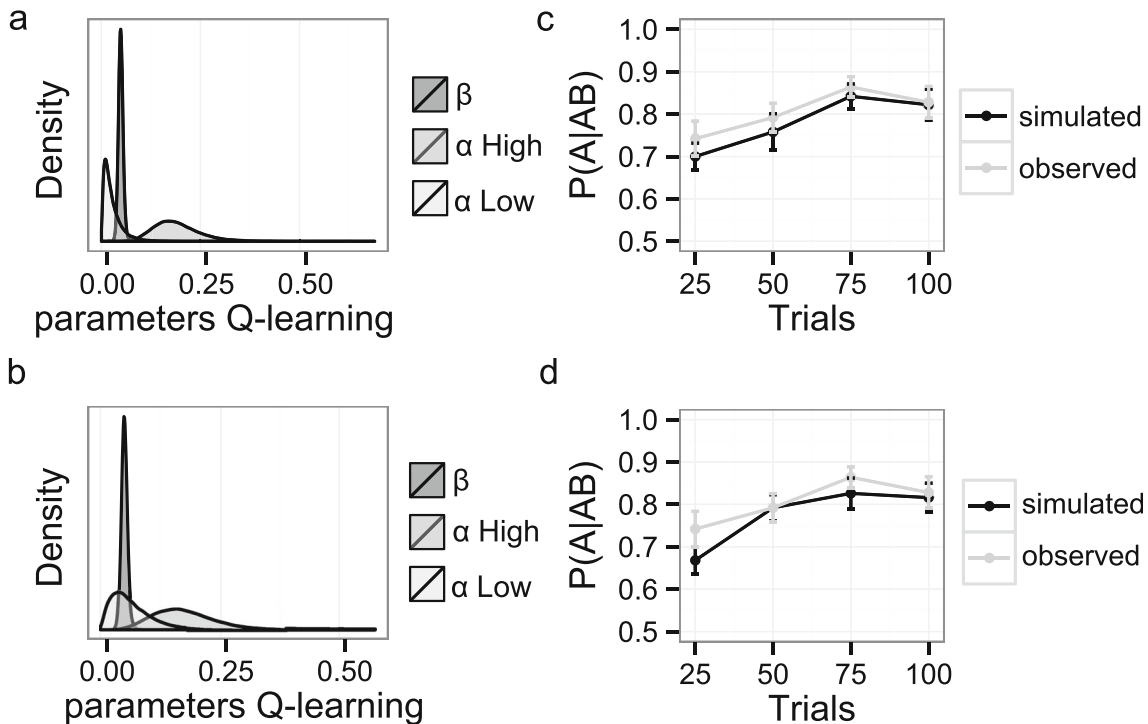 a
Density
β
α High
α Low
0.00 0.25 0.50
parameters Q-learning
c
P(A|AB)
1.0
0.9
0.8
0.7
0.6
0.5
25 50 75 100
Trials
simulated
observed
b
Density
β
α High
α Low
0.00 0.25 0.50
parameters Q-learning
d
P(A|AB)
1.0
0.9
0.8
0.7
0.6
0.5
25 50 75 100
Trials
simulated
observed